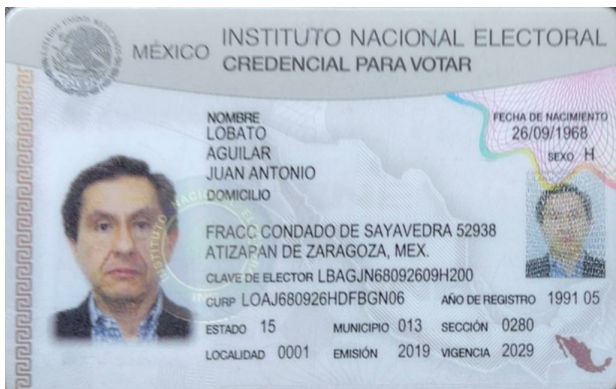 MÉXICO INSTITUTO NACIONAL ELECTORAL
CREDENCIAL PARA VOTAR
NOMBRE
LOBATO
AGUILAR
JUAN ANTONIO
FECHA DE NACIMIENTO
26/09/1968
SEXO H
DOMICILIO
FRACC CONDADO DE SAYAVEDRA 52938
ATIZAPAN DE ZARAGOZA, MEX.
CLAVE DE ELECTOR LBAGJN68092609H200
CURP LOAJ680926HDFBGN06 AÑO DE REGISTRO 1991 05
ESTADO 15 MUNICIPIO 013 SECCIÓN 0280
LOCALIDAD 0001 EMISIÓN 2019 VIGENCIA 2029